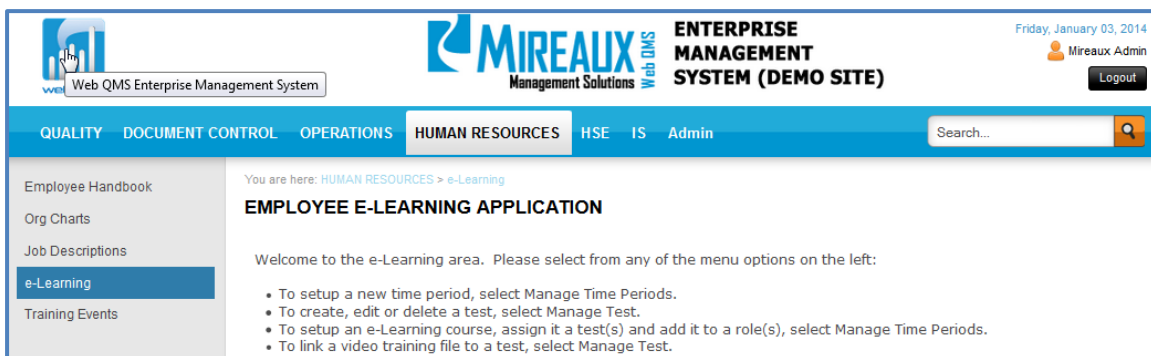 Friday, January 03, 2014
Mireaux Admin
Logout
MIREAUX
Management Solutions
Web QMS
ENTERPRISE
MANAGEMENT
SYSTEM (DEMO SITE)
Web QMS Enterprise Management System
QUALITY DOCUMENT CONTROL OPERATIONS HUMAN RESOURCES HSE IS Admin
Search...
Employee Handbook
Org Charts
Job Descriptions
e-Learning
Training Events
You are here: HUMAN RESOURCES > e-Learning
EMPLOYEE E-LEARNING APPLICATION
Welcome to the e-Learning area. Please select from any of the menu options on the left:
• To setup a new time period, select Manage Time Periods.
• To create, edit or delete a test, select Manage Test.
• To setup an e-Learning course, assign it a test(s) and add it to a role(s), select Manage Time Periods.
• To link a video training file to a test, select Manage Test.